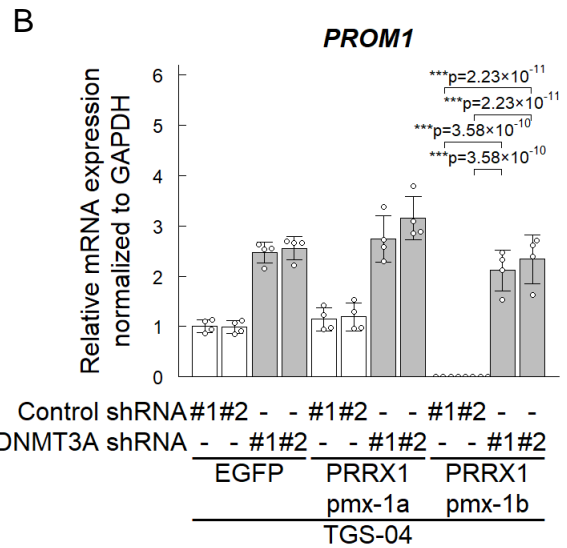 B
PROM1
Relative mRNA expression
normalized to GAPDH
6
5
4
3
2
1
0
***p=2.23×10⁻¹¹
***p=2.23×10⁻¹¹
***p=3.58×10⁻¹⁰
***p=3.58×10⁻¹⁰
Control shRNA #1 #2 - - #1 #2 - - #1 #2 - -
DNMT3A shRNA - - #1 #2 - - #1 #2 - - #1 #2
EGFP PRRX1 PRRX1
pmx-1a pmx-1b
TGS-04